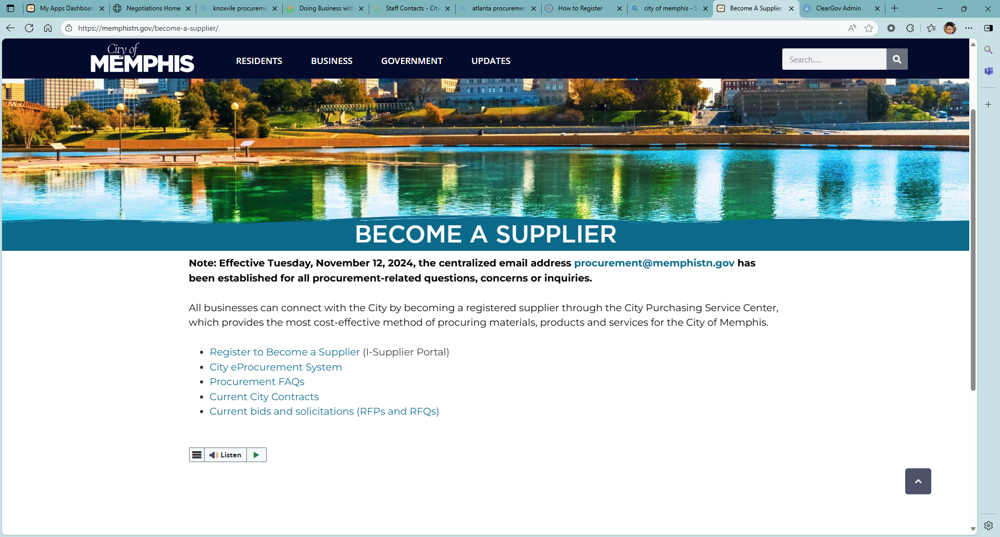 My Apps Dashboard
Negotiations Home
knoxvile procureme
Doing Business with
Staff Contacts - City
atlanta procuremen
How to Register
city of memphis - S
Become A Supplier
ClearGov Admin
https://memphistn.gov/become-a-supplier/
City of
MEMPHIS
RESIDENTS
BUSINESS
GOVERNMENT
UPDATES
Search.....
BECOME A SUPPLIER
Note: Effective Tuesday, November 12, 2024, the centralized email address procurement@memphistn.gov has
been established for all procurement-related questions, concerns or inquiries.
All businesses can connect with the City by becoming a registered supplier through the City Purchasing Service Center,
which provides the most cost-effective method of procuring materials, products and services for the City of Memphis.
• Register to Become a Supplier (I-Supplier Portal)
• City eProcurement System
• Procurement FAQs
• Current City Contracts
• Current bids and solicitations (RFPs and RFQs)
Listen